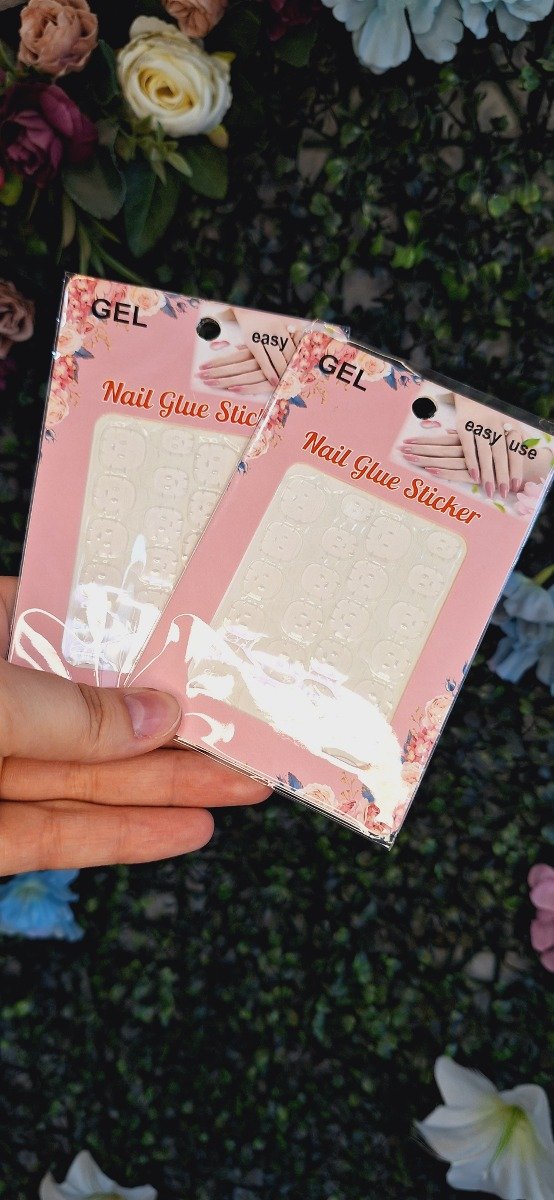 GEL
easy
Nail Glue Stic
GEL
easy use
Nail Glue Sticker